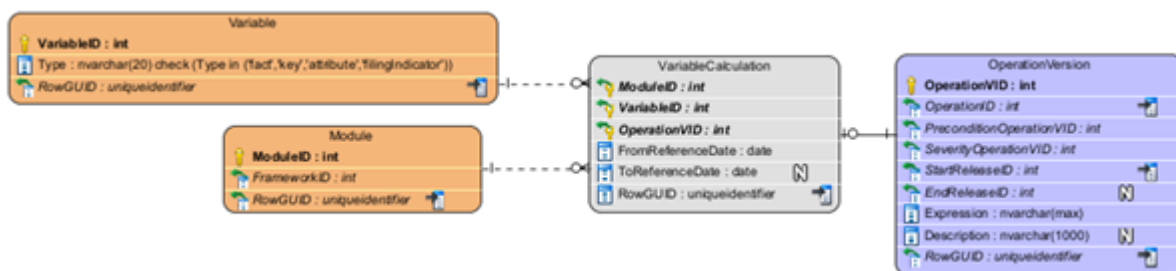 Variable
VariableID : int
Type : nvarchar(20) check (Type in ('fact','key','attribute','filingIndicator'))
RowGUID : uniqueidentifier
Module
ModuleID : int
FrameworkID : int
RowGUID : uniqueidentifier
VariableCalculation
ModuleID : int
VariableID : int
OperationVID : int
FromReferenceDate : date
ToReferenceDate : date N
RowGUID : uniqueidentifier
OperationVersion
OperationVID : int
OperationID : int
PreconditionOperationVID : int
SeverityOperationVID : int
StartReleaseID : int
EndReleaseID : int N
Expression : nvarchar(max)
Description : nvarchar(1000) N
RowGUID : uniqueidentifier